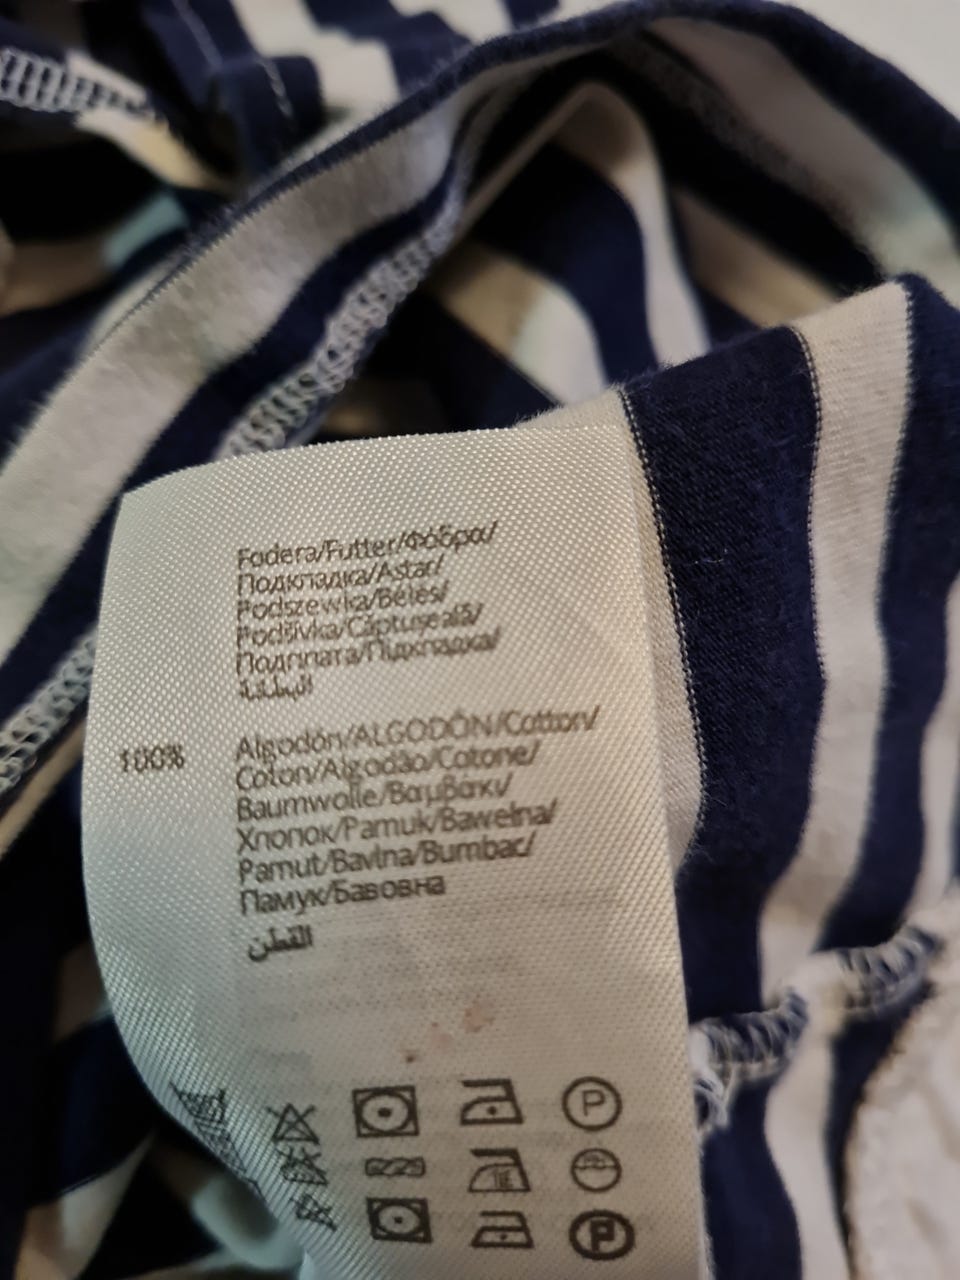 Fodera/Futter/Φόδρα/
Подкладка/Astar/
Podszewka/Bélés/
Podšívka/Căptuşeală/
Подплата/Підкладка/
البطانة
100% Algodón/ALGODÓN/Cotton/
Coton/Algodão/Cotone/
Baumwolle/Βαμβάκι/
Хлопок/Pamuk/Bawełna/
Pamut/Bavlna/Bumbac/
Памук/Бавовна
القطن
P
P